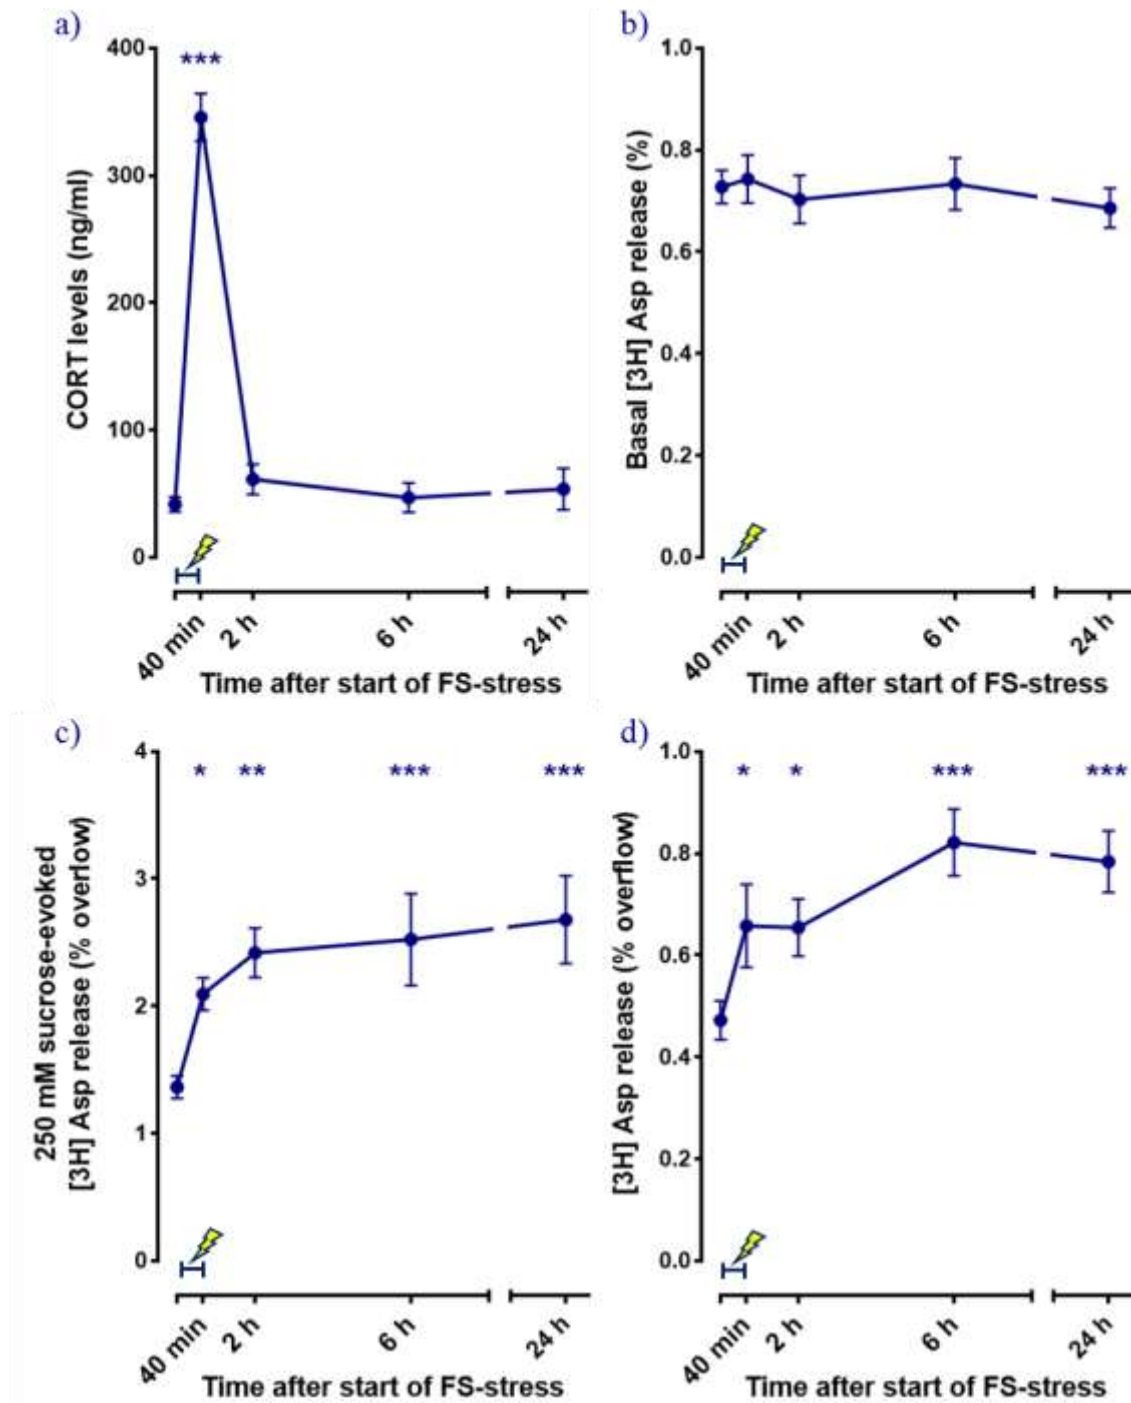 a)
CORT levels (ng/ml)
400
300
200
100
0
***
40 min
2 h
6 h
24 h
Time after start of FS-stress
b)
Basal [3H] Asp release (%)
1.0
0.8
0.6
0.4
0.2
0.0
40 min
2 h
6 h
24 h
Time after start of FS-stress
c)
250 mM sucrose-evoked
[3H] Asp release (% overlow)
4
3
2
1
0
*
**
***
***
40 min
2 h
6 h
24 h
Time after start of FS-stress
d)
[3H] Asp release (% overflow)
1.0
0.8
0.6
0.4
0.2
0.0
*
*
***
***
40 min
2 h
6 h
24 h
Time after start of FS-stress